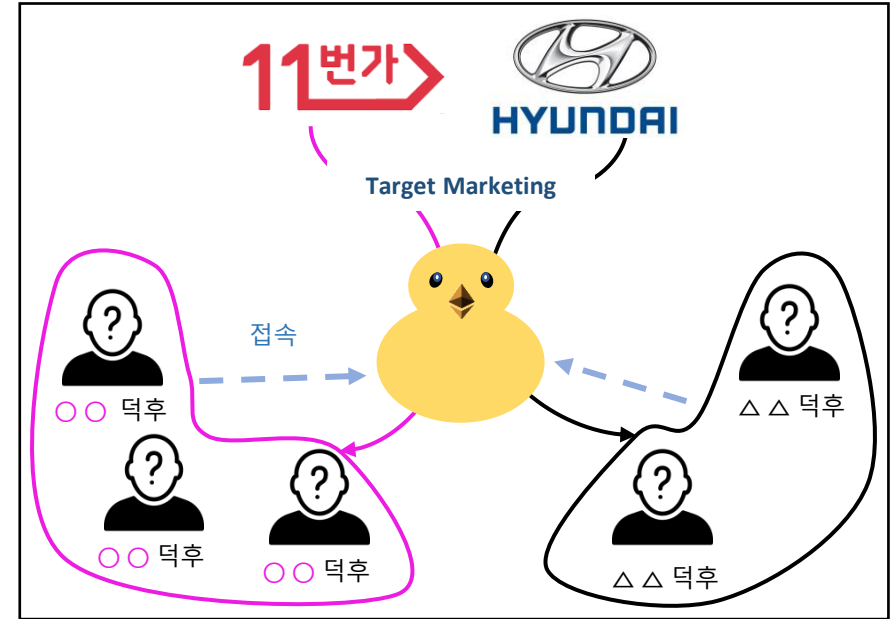 11번가
HYUNDAI
Target Marketing
접속
○○ 덕후
△△ 덕후
○○ 덕후
○○ 덕후
△△ 덕후
?
?
?
?
?